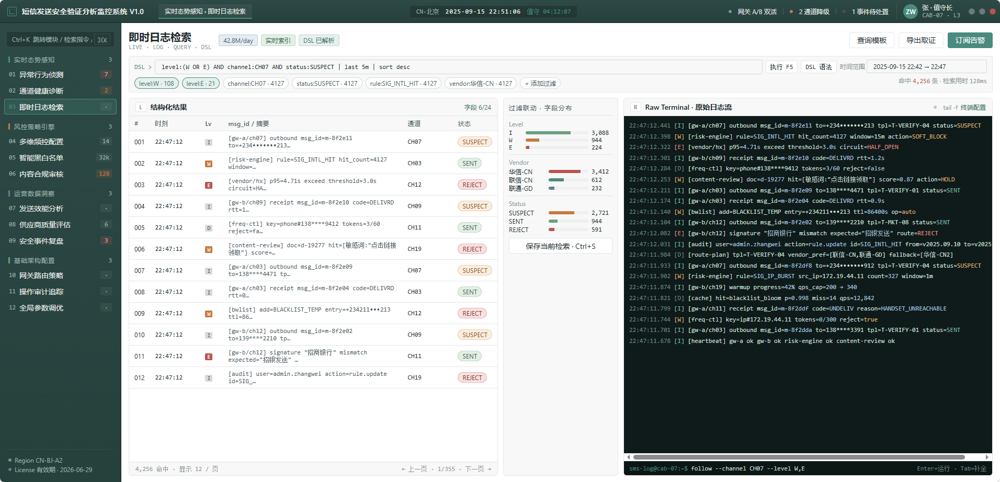 短信发送安全验证分析监控系统 V1.0
实时态势感知 › 即时日志检索
CN·北京 2025-09-15 22:51:06 值守 04:12:07
网关 A/B 双活
2 通道降级
1 事件待处置
ZW
张 · 值守长
CAB-07 · L3
Ctrl+K 跳转模块 / 检索指令 / ⌘K
实时态势感知 3
01 异常行为侦测 7
02 通道健康诊断 2
03 即时日志检索 ·
风控策略引擎 3
04 多维频控配置 14
05 智能黑白名单 32k
06 内容合规审核 128
运营数据洞察 3
07 发送效能分析 ·
08 供应商质量评估 6
09 安全事件复盘 3
基础架构配置 3
10 网关路由策略 ·
11 操作审计追踪 ·
12 全局参数调优 ·
Region CN-BJ-A2
License 有效期 · 2026-06-29
即时日志检索
LIVE · LOG · QUERY · DSL
42.8M/day
实时索引
DSL 已解析
查询模板
导出取证
订阅告警
DSL > level:(W OR E) AND channel:CH07 AND status:SUSPECT | last 5m | sort desc
执行 F5
DSL 语法
时间范围
2025-09-15 22:42 → 22:47
level:W · 108
level:E · 21
channel:CH07 · 4127
status:SUSPECT · 4127
rule:SIG_INTL_HIT · 4127
vendor:华信-CN · 4127
+ 添加过滤
命中 4,256 条 · 检索用时 128ms
L 结构化结果 字段 6/24
# 时刻 Lv msg_id / 摘要 通道 状态
001 22:47:12 I [gw-a/ch07] outbound msg_id=m-8f2e11 to=+234•••••••213… CH07 SUSPECT
002 22:47:12 W [risk-engine] rule=SIG_INTL_HIT hit_count=4127 window=… CH03 SENT
003 22:47:12 E [vendor/hx] p95=4.71s exceed threshold=3.0s circuit=HA… CH12 REJECT
004 22:47:12 I [gw-b/ch09] receipt msg_id=m-8f2e10 code=DELIVRD rtt=1… CH09 SUSPECT
005 22:47:12 D [freq-ctl] key=phone#138****9412 tokens=3/60 reject=fa… CH11 SENT
006 22:47:12 W [content-review] doc=d-19277 hit=[敏感词:"点击链接领取"] score=… CH19 REJECT
007 22:47:12 I [gw-a/ch03] outbound msg_id=m-8f2e09 to=138****4471 tp… CH07 SUSPECT
008 22:47:12 I [gw-a/ch03] receipt msg_id=m-8f2e04 code=DELIVRD rtt=0… CH03 SENT
009 22:47:12 W [bwlist] add=BLACKLIST_TEMP entry=+234211•••213 ttl=86… CH12 REJECT
010 22:47:12 I [gw-b/ch12] outbound msg_id=m-8f2e02 to=139****2210 tp… CH09 SUSPECT
011 22:47:12 E [gw-b/ch12] signature "招商银行" mismatch expected="招银发送" … CH11 SENT
012 22:47:12 I [audit] user=admin.zhangwei action=rule.update id=SIG_… CH19 REJECT
4,256 命中 · 显示 12 / 页
← 上一页 · 1/355 · 下一页 →
过滤联动 · 字段分布
Level
I 3,088
W 944
E 224
Vendor
华信-CN 3,412
联信-CN 612
联通-GD 232
Status
SUSPECT 2,721
SENT 944
REJECT 591
保存当前检索 · Ctrl+S
R Raw Terminal · 原始日志流
tail -f 终端配置
22:47:12.441 [I] [gw-a/ch07] outbound msg_id=m-8f2e11 to=+234•••••••213 tpl=T-VERIFY-04 status=SUSPECT
22:47:12.398 [W] [risk-engine] rule=SIG_INTL_HIT hit_count=4127 window=15m action=SOFT_BLOCK
22:47:12.322 [E] [vendor/hx] p95=4.71s exceed threshold=3.0s circuit=HALF_OPEN
22:47:12.301 [I] [gw-b/ch09] receipt msg_id=m-8f2e10 code=DELIVRD rtt=1.2s
22:47:12.284 [D] [freq-ctl] key=phone#138****9412 tokens=3/60 reject=false
22:47:12.253 [W] [content-review] doc=d-19277 hit=[敏感词:"点击链接领取"] score=0.87 action=HOLD
22:47:12.211 [I] [gw-a/ch03] outbound msg_id=m-8f2e09 to=138****4471 tpl=T-VERIFY-01 status=SENT
22:47:12.174 [I] [gw-a/ch03] receipt msg_id=m-8f2e04 code=DELIVRD rtt=0.9s
22:47:12.140 [W] [bwlist] add=BLACKLIST_TEMP entry=+234211•••213 ttl=86400s op=auto
22:47:12.104 [I] [gw-b/ch12] outbound msg_id=m-8f2e02 to=139****2210 tpl=T-MKT-08 status=SENT
22:47:12.082 [E] [gw-b/ch12] signature "招商银行" mismatch expected="招银发送" route=REJECT
22:47:12.031 [I] [audit] user=admin.zhangwei action=rule.update id=SIG_INTL_HIT from=v2025.09.10 to=v2025
22:47:11.984 [D] [route-plan] tpl=T-VERIFY-04 vendor_pref=[联信-CN,联通-GD] fallback=[华信-CN2]
22:47:11.933 [I] [gw-a/ch07] outbound msg_id=m-8f2df8 to=+234•••••••912 tpl=T-VERIFY-04 status=SUSPECT
22:47:11.902 [W] [risk-engine] rule=SIG_IP_BURST src_ip=172.19.44.11 count=327 window=1m
22:47:11.874 [I] [gw-b/ch19] warmup progress=42% qps_cap=200 → 340
22:47:11.821 [D] [cache] hit=blacklist_bloom p=0.998 miss=14 qps=12,842
22:47:11.799 [I] [gw-a/ch11] receipt msg_id=m-8f2ddf code=UNDELIV reason=HANDSET_UNREACHABLE
22:47:11.744 [W] [freq-ctl] key=ip#172.19.44.11 tokens=0/300 reject=true
22:47:11.701 [I] [gw-a/ch03] outbound msg_id=m-8f2dda to=138****3391 tpl=T-VERIFY-01 status=SENT
22:47:11.678 [I] [heartbeat] gw-a ok gw-b ok risk-engine ok content-review ok
sms-log@cab-07:~$ follow --channel CH07 --level W,E
Enter=运行 · Tab=补全